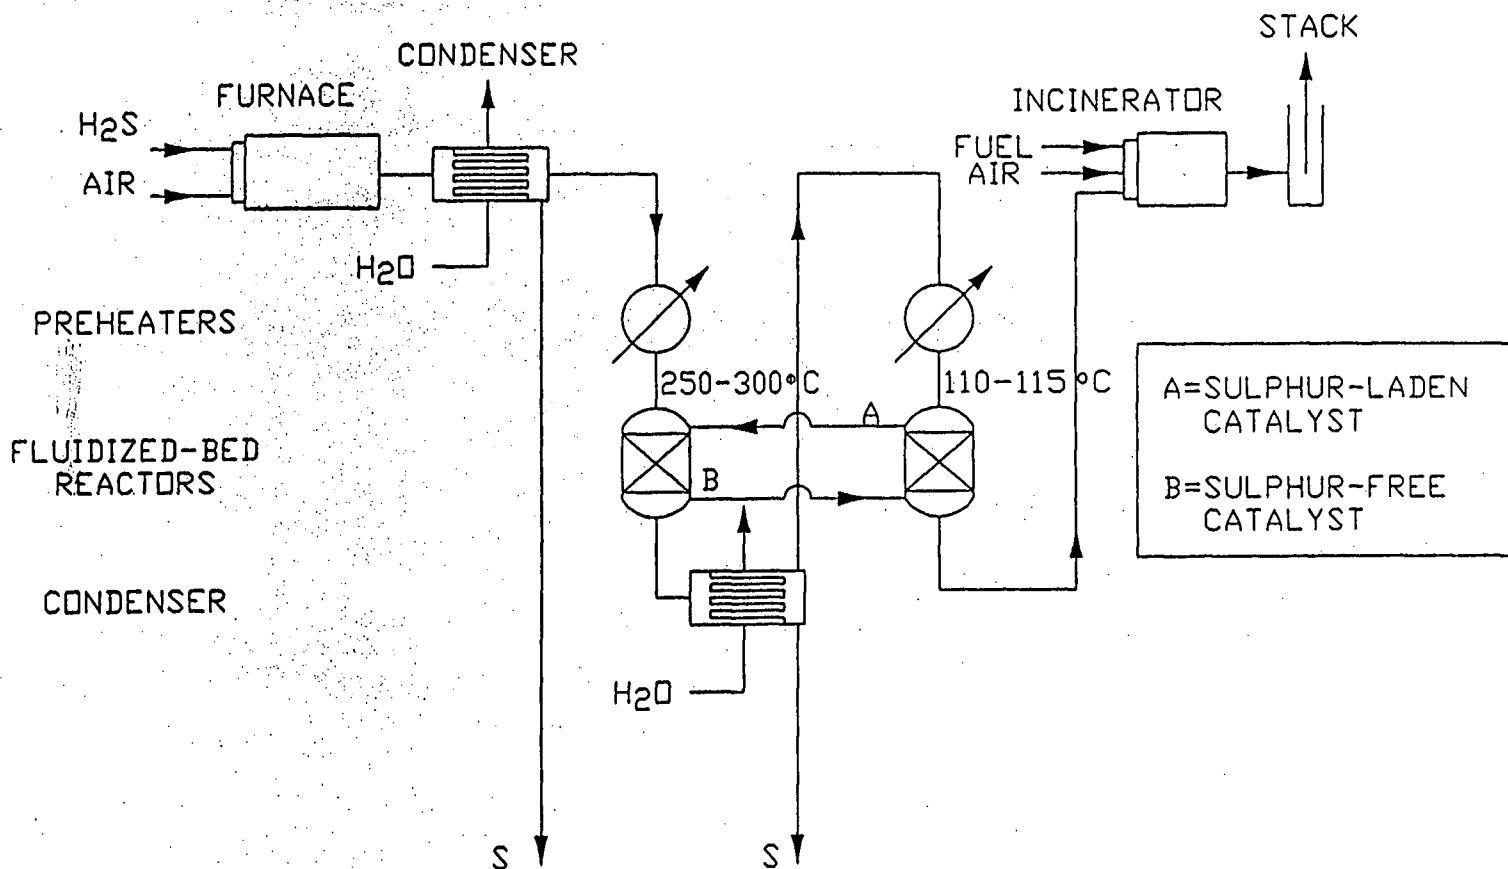 STACK
CONDENSER
FURNACE
INCINERATOR
H2S
FUEL
AIR
AIR
H2O
PREHEATERS
250-300°C
110-115°C
A=SULPHUR-LADEN
CATALYST
A
FLUIDIZED-BED
REACTORS
B
B=SULPHUR-FREE
CATALYST
CONDENSER
H2O
S
S